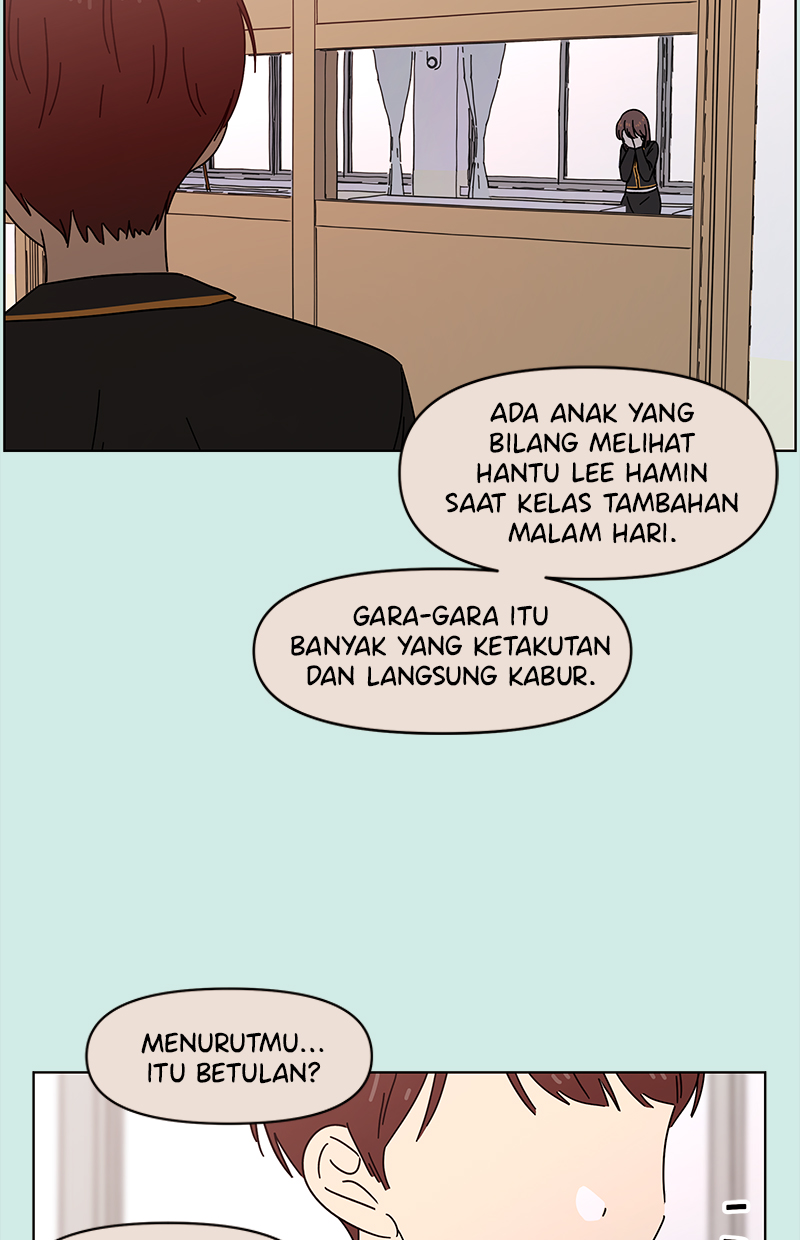 ADA ANAK YANG
BILANG MELIHAT
HANTU LEE HAMIN
SAAT KELAS TAMBAHAN
MALAM HARI.
GARA-GARA ITU
BANYAK YANG KETAKUTAN
DAN LANGSUNG KABUR.
MENURUTMU...
ITU BETULAN?